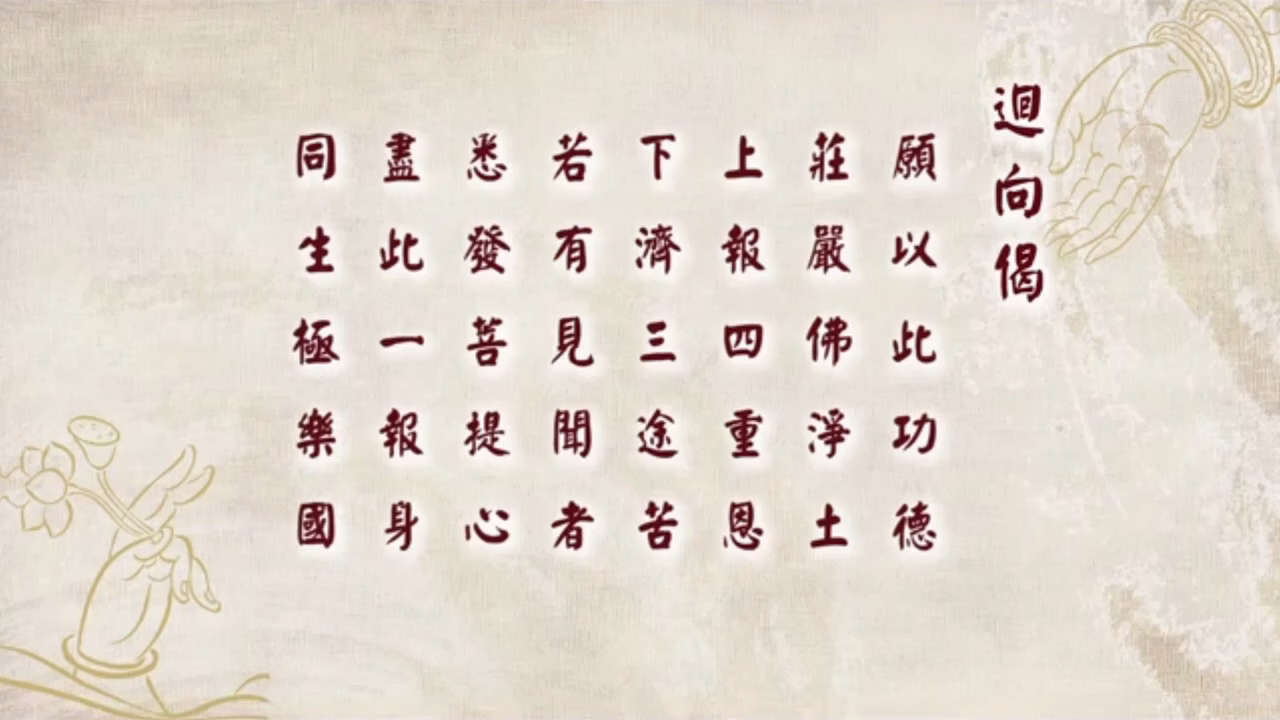 迴向偈
願以此功德
莊嚴佛淨土
上報四重恩
下濟三途苦
若有見聞者
悉發菩提心
盡此一報身
同生極樂國